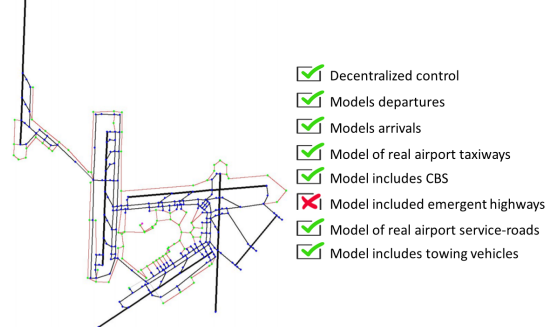 Decentralized control
Models departures
Models arrivals
Model of real airport taxiways
Model includes CBS
Model included emergent highways
Model of real airport service-roads
Model includes towing vehicles